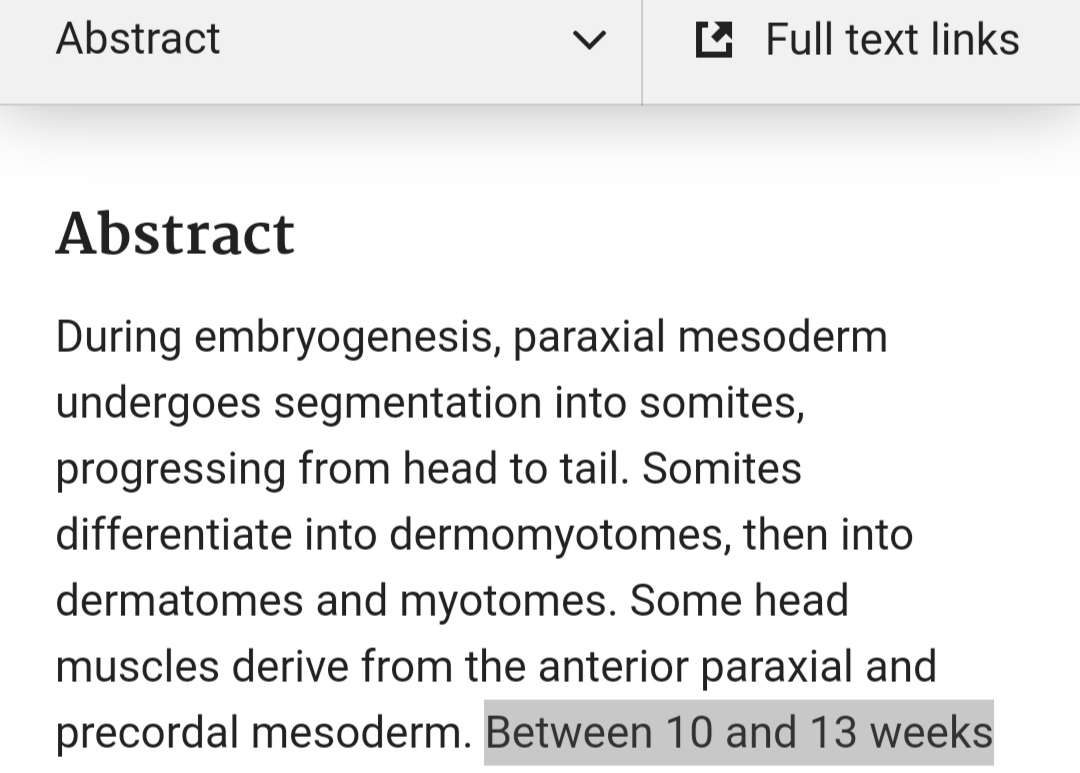 Abstract
Full text links
Abstract
During embryogenesis, paraxial mesoderm
undergoes segmentation into somites,
progressing from head to tail. Somites
differentiate into dermomyotomes, then into
dermatomes and myotomes. Some head
muscles derive from the anterior paraxial and
precordal mesoderm. Between 10 and 13 weeks